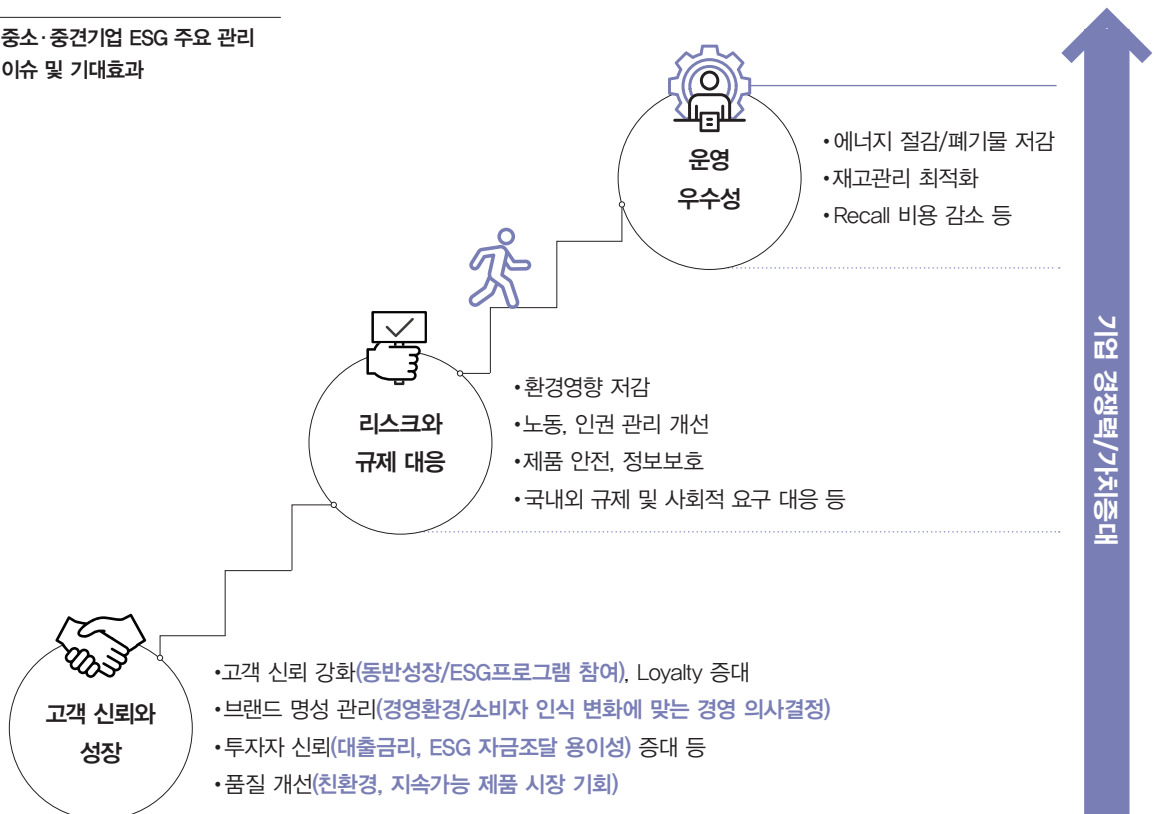 중소·중견기업 ESG 주요 관리
이슈 및 기대효과
운영
우수성
•에너지 절감/폐기물 저감
•재고관리 최적화
•Recall 비용 감소 등
리스크와
규제 대응
•환경영향 저감
•노동, 인권 관리 개선
•제품 안전, 정보보호
•국내외 규제 및 사회적 요구 대응 등
고객 신뢰와
성장
•고객 신뢰 강화(동반성장/ESG프로그램 참여), Loyalty 증대
•브랜드 명성 관리(경영환경/소비자 인식 변화에 맞는 경영 의사결정)
•투자자 신뢰(대출금리, ESG 자금조달 용이성) 증대 등
•품질 개선(친환경, 지속가능 제품 시장 기회)
기업 경쟁력/가치증대